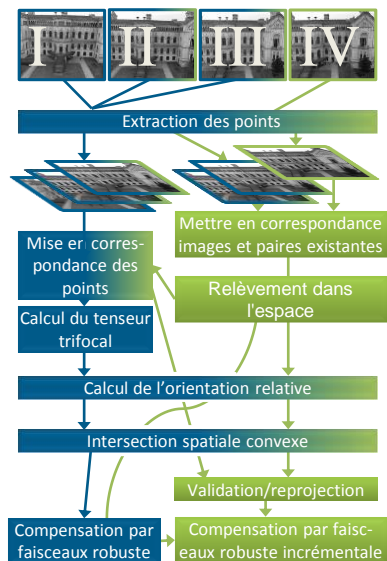 I II III IV
Extraction des points
Mettre en correspondance
images et paires existantes
Mise en corres-
pondance des
points
Relèvement dans
l'espace
Calcul du tenseur
trifocal
Calcul de l'orientation relative
Intersection spatiale convexe
Validation/reprojection
Compensation par
faisceaux robuste
Compensation par faisc-
eaux robuste incrémentale